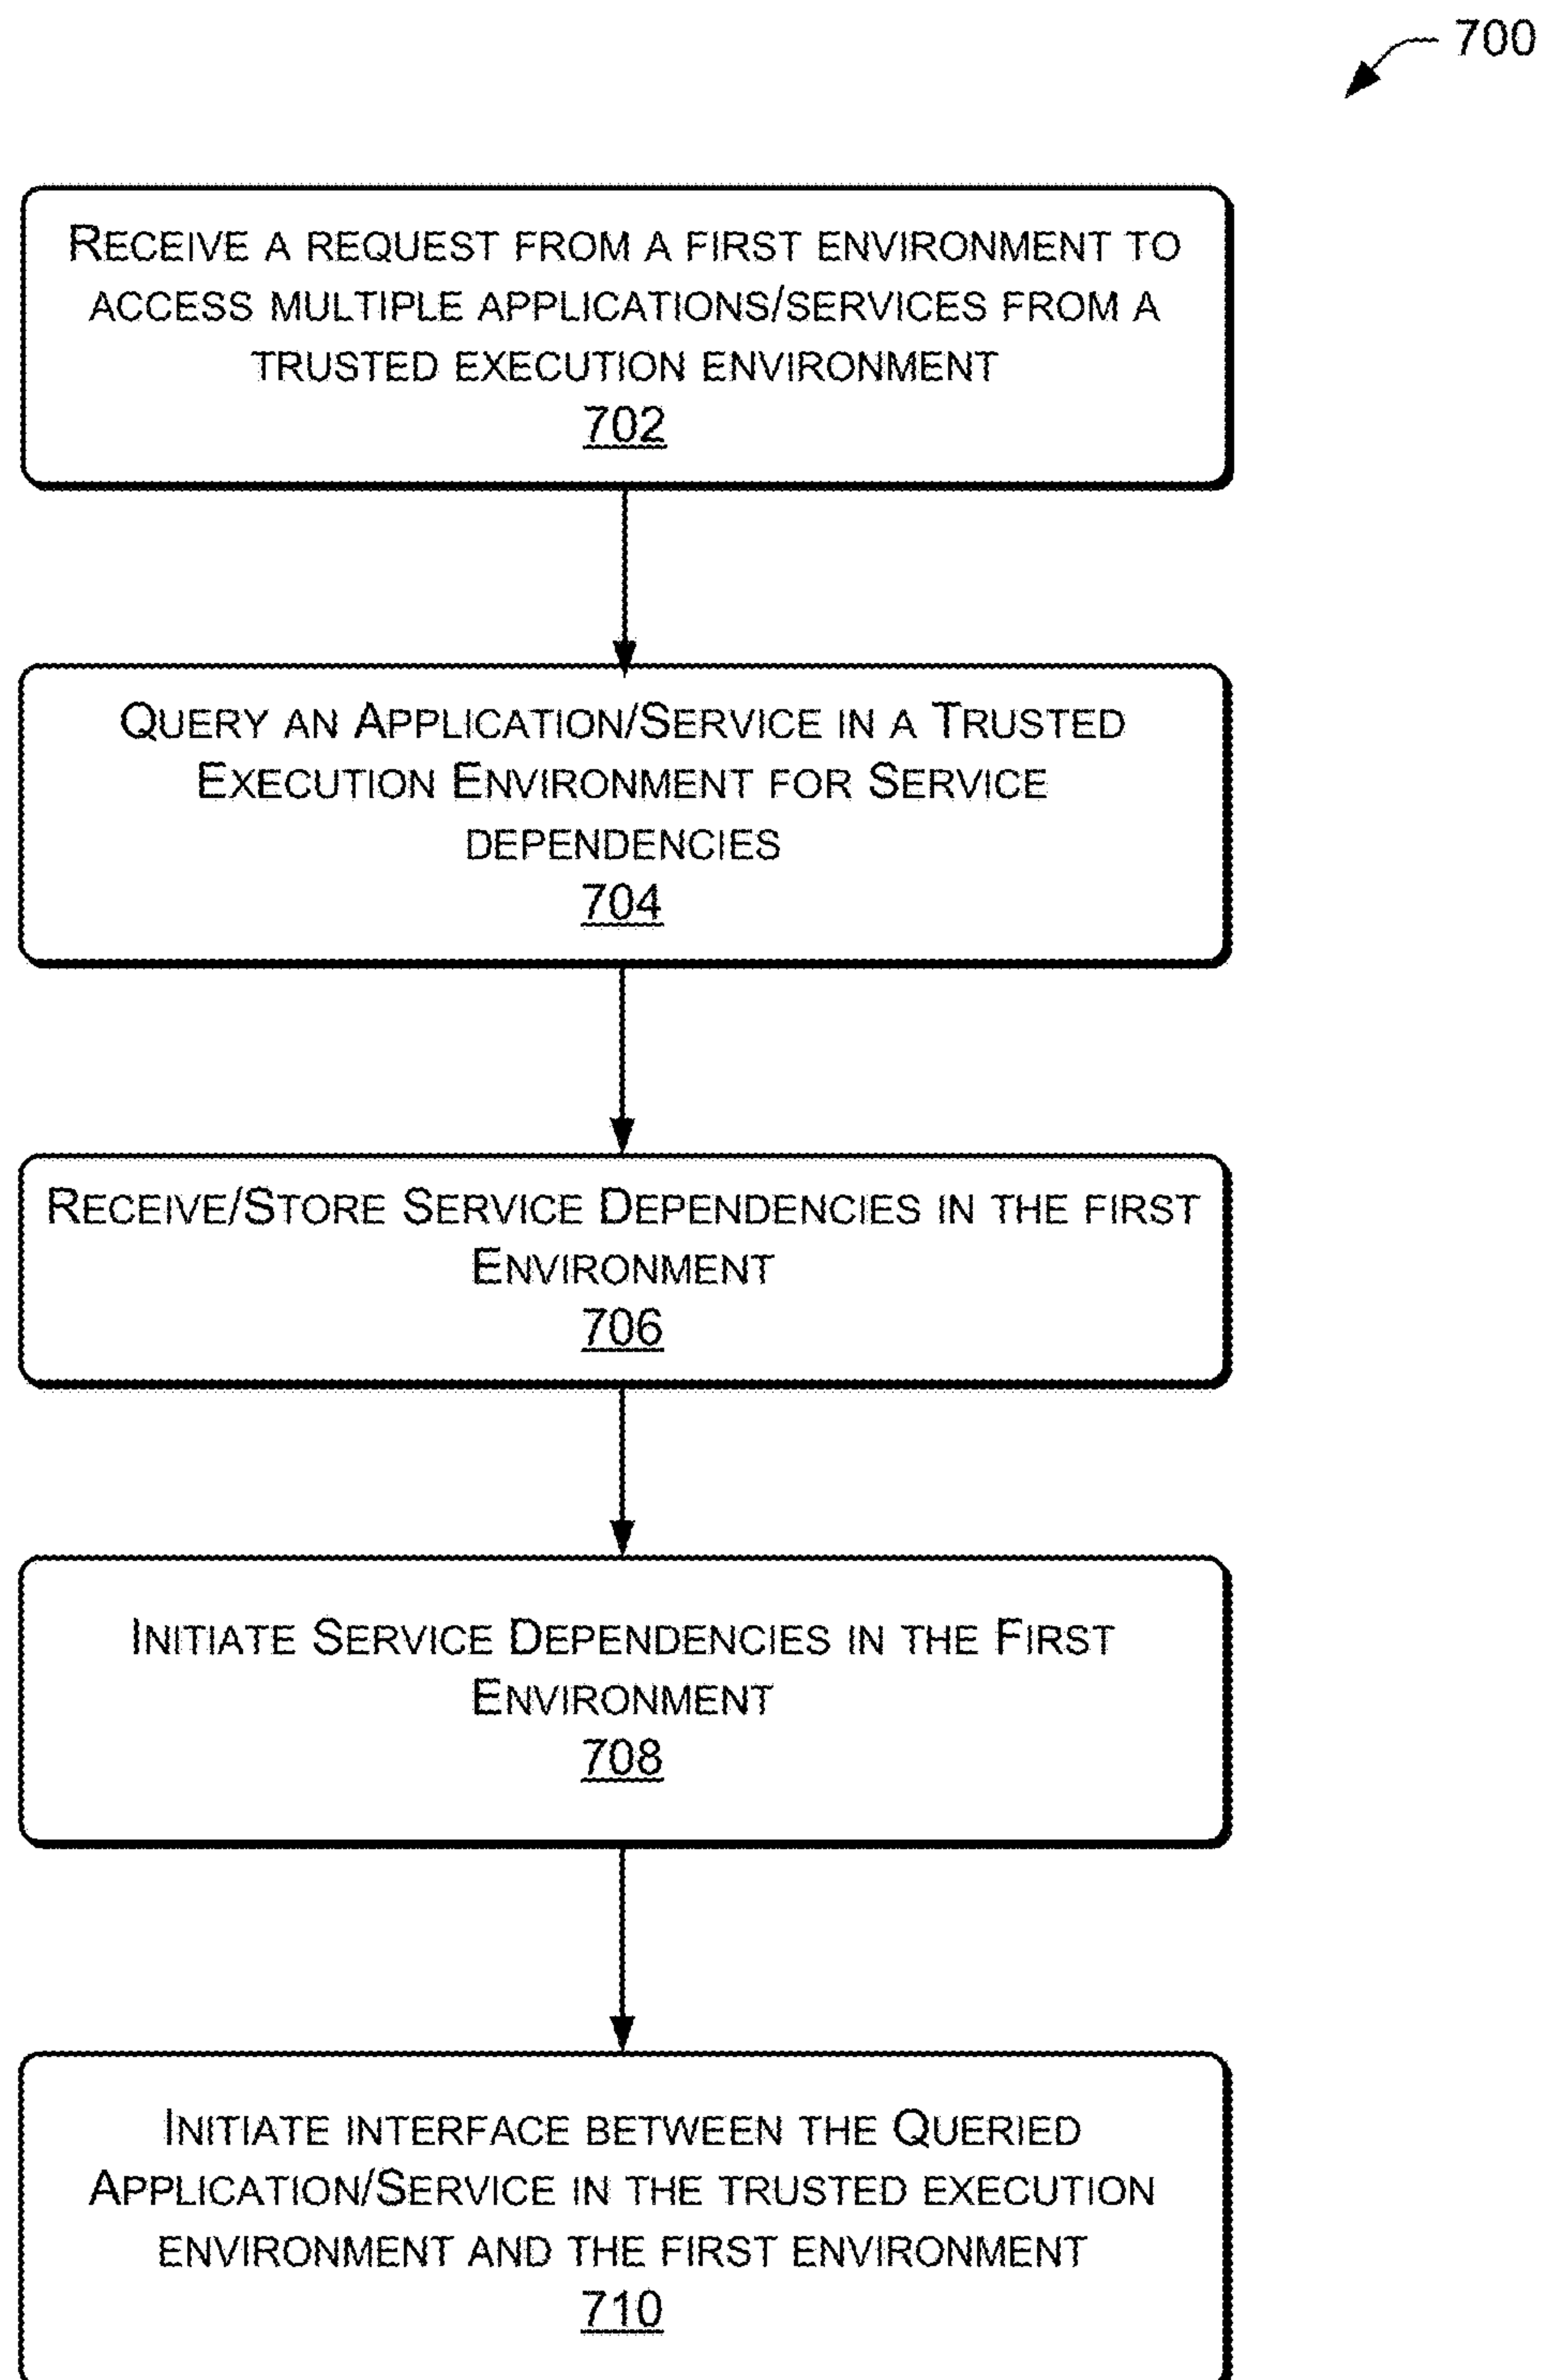 700
RECEIVE A REQUEST FROM A FIRST ENVIRONMENT TO
ACCESS MULTIPLE APPLICATIONS/SERVICES FROM A
TRUSTED EXECUTION ENVIRONMENT
702
QUERY AN APPLICATION/SERVICE IN A TRUSTED
EXECUTION ENVIRONMENT FOR SERVICE
DEPENDENCIES
704
RECEIVE/STORE SERVICE DEPENDENCIES IN THE FIRST
ENVIRONMENT
706
INITIATE SERVICE DEPENDENCIES IN THE FIRST
ENVIRONMENT
708
INITIATE INTERFACE BETWEEN THE QUERIED
APPLICATION/SERVICE IN THE TRUSTED EXECUTION
ENVIRONMENT AND THE FIRST ENVIRONMENT
710